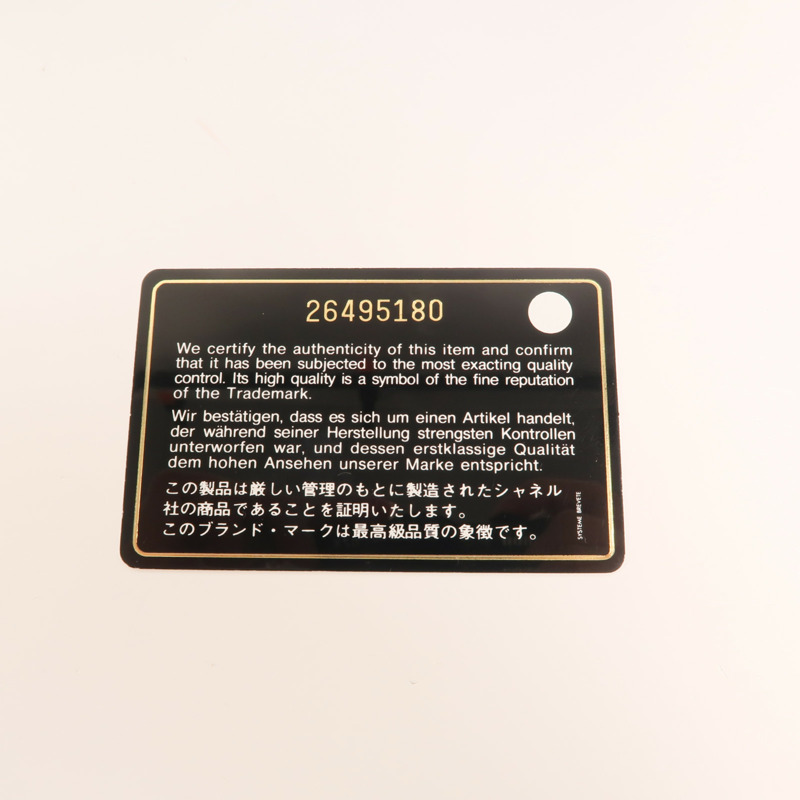 26495180
We certify the authenticity of this item and confirm
that it has been subjected to the most exacting quality
control. Its high quality is a symbol of the fine reputation
of the Trademark.
Wir bestätigen, dass es sich um einen Artikel handelt,
der während seiner Herstellung strengsten Kontrollen
unterworfen war, und dessen erstklassige Qualität
dem hohen Ansehen unserer Marke entspricht.
この製品は厳しい管理のもとに製造されたシャネル
社の商品であることを証明いたします。
このブランド・マークは最高級品質の象徴です。
SYSTEME BREVETE